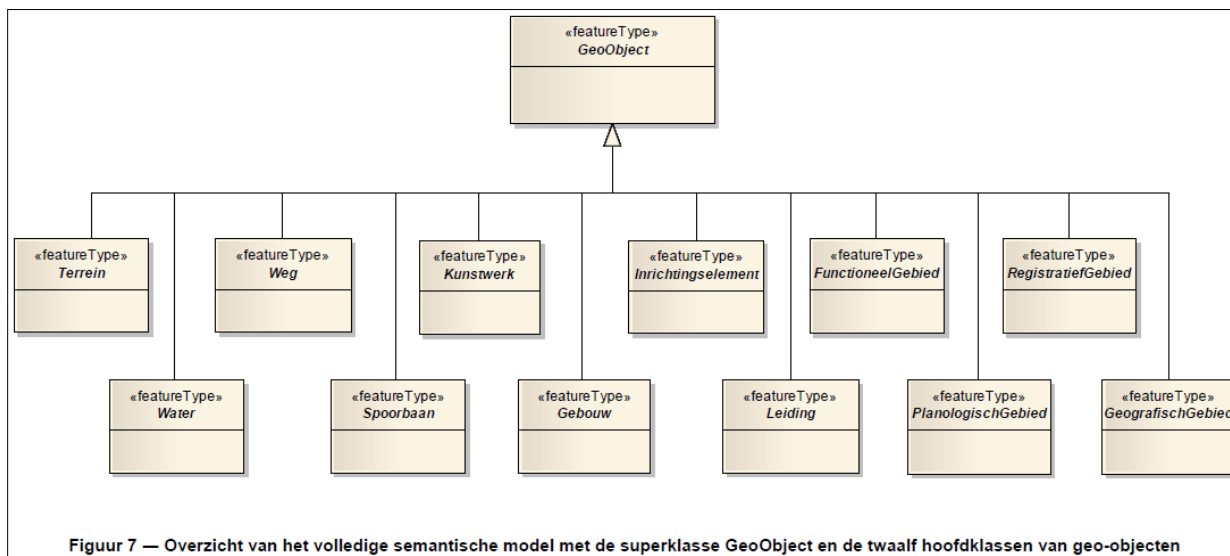 «featureType»
GeoObject
«featureType»
Terrein
«featureType»
Weg
«featureType»
Kunstwerk
«featureType»
Inrichtingselement
«featureType»
FunctioneelGebied
«featureType»
RegistratiefGebied
«featureType»
Water
«featureType»
Spoorbaan
«featureType»
Gebouw
«featureType»
Leiding
«featureType»
PlanologischGebied
«featureType»
GeografischGebied
Figuur 7 — Overzicht van het volledige semantische model met de superklasse GeoObject en de twaalf hoofdklassen van geo-objecten